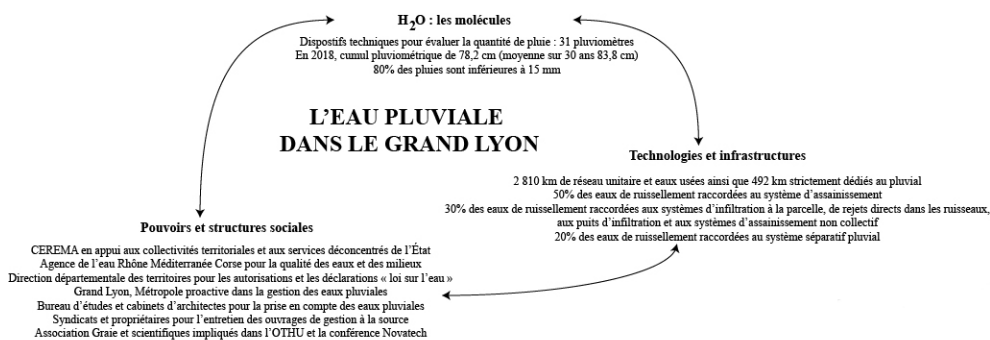 H2O : les molécules
Dispostifs techniques pour évaluer la quantité de pluie : 31 pluviomètres
En 2018, cumul pluviométrique de 78,2 cm (moyenne sur 30 ans 83,8 cm)
80% des pluies sont inférieures à 15 mm
L’EAU PLUVIALE
DANS LE GRAND LYON
Technologies et infrastructures
2 810 km de réseau unitaire et eaux usées ainsi que 492 km strictement dédiés au pluvial
50% des eaux de ruissellement raccordées au système d’assainissement
30% des eaux de ruissellement raccordées aux systèmes d’infiltration à la parcelle, de rejets directs dans les ruisseaux,
aux puits d’infiltration et aux systèmes d’assainissement non collectif
20% des eaux de ruissellement raccordées au système séparatif pluvial
Pouvoirs et structures sociales
CEREMA en appui aux collectivités territoriales et aux services déconcentrés de l’État
Agence de l’eau Rhône Méditerranée Corse pour la qualité des eaux et des milieux
Direction départementale des territoires pour les autorisations et les déclarations « loi sur l’eau »
Grand Lyon, Métropole proactive dans la gestion des eaux pluviales
Bureau d’études et cabinets d’architectes pour la prise en compte des eaux pluviales
Syndicats et propriétaires pour l’entretien des ouvrages de gestion à la source
Association Graie et scientifiques impliqués dans l’OTHU et la conférence Novatech